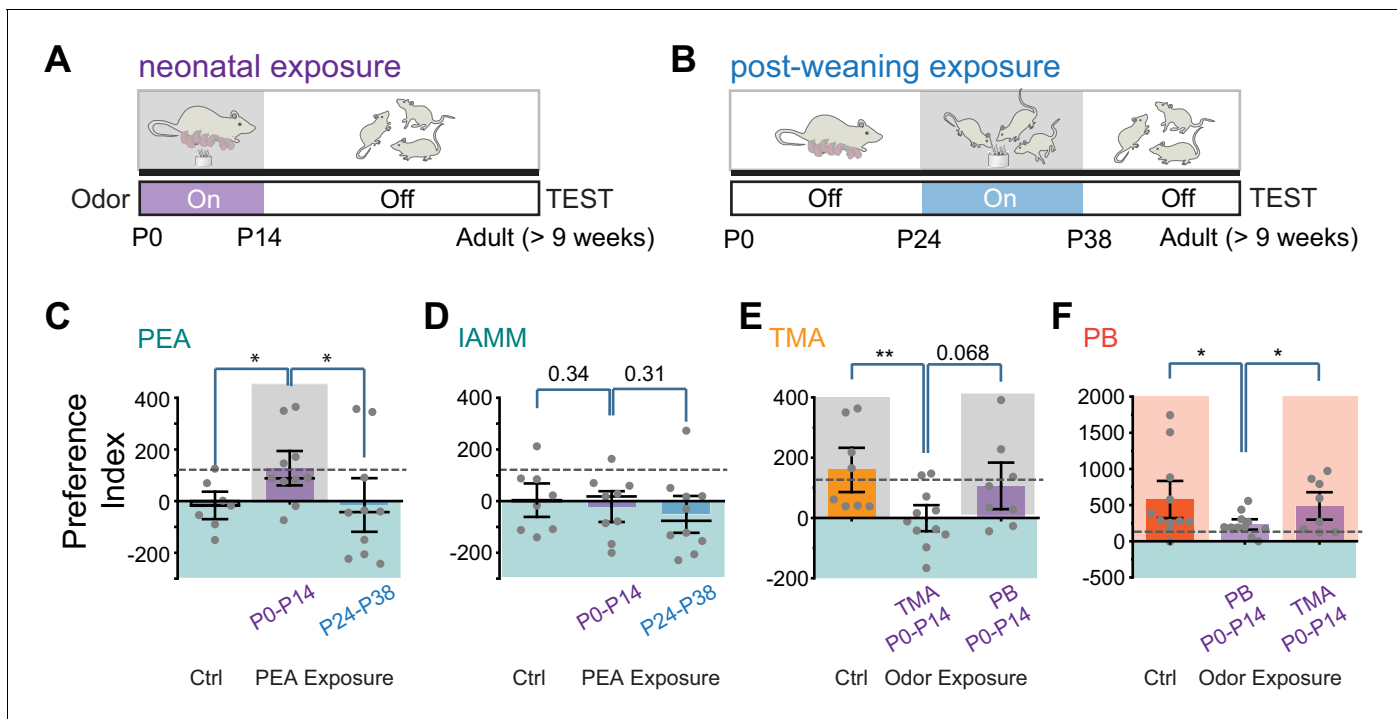 A
neonatal exposure
Odor On Off TEST
P0 P14 Adult (> 9 weeks)
B
post-weaning exposure
Off On Off TEST
P0 P24 P38 Adult (> 9 weeks)
C
PEA
* *
Preference Index
400
200
0
-200
P0-P14
P24-P38
Ctrl PEA Exposure
D
IAMM
0.34 0.31
400
200
0
-200
P0-P14
P24-P38
Ctrl PEA Exposure
E
TMA
** 0.068
400
200
0
-200
TMA
P0-P14
PB
P0-P14
Ctrl Odor Exposure
F
PB
* *
2000
1500
1000
500
0
-500
PB
P0-P14
TMA
P0-P14
Ctrl Odor Exposure